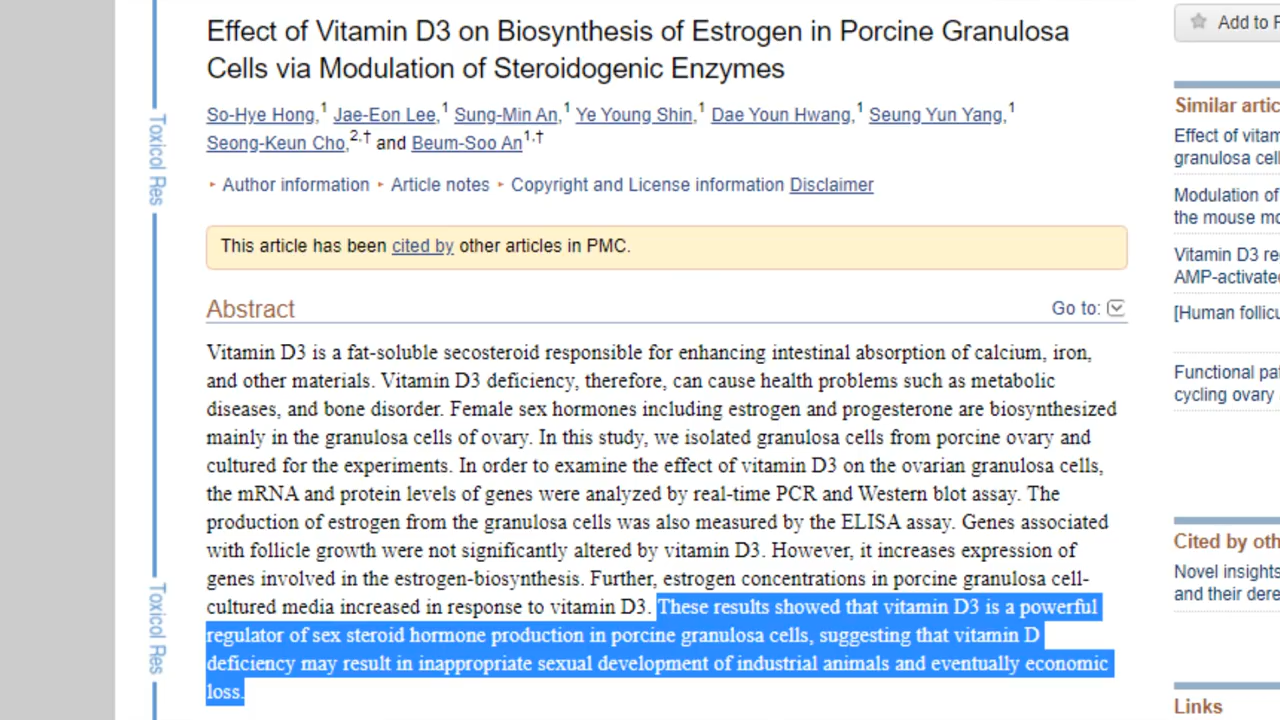 Effect of Vitamin D3 on Biosynthesis of Estrogen in Porcine Granulosa
Cells via Modulation of Steroidogenic Enzymes
So-Hye Hong,1 Jae-Eon Lee,1 Sung-Min An,1 Ye Young Shin,1 Dae Youn Hwang,1 Seung Yun Yang,1
Seong-Keun Cho,2,† and Beum-Soo An1,†
▸ Author information ▸ Article notes ▸ Copyright and License information Disclaimer
This article has been cited by other articles in PMC.
Abstract
Go to:
Vitamin D3 is a fat-soluble secosteroid responsible for enhancing intestinal absorption of calcium, iron,
and other materials. Vitamin D3 deficiency, therefore, can cause health problems such as metabolic
diseases, and bone disorder. Female sex hormones including estrogen and progesterone are biosynthesized
mainly in the granulosa cells of ovary. In this study, we isolated granulosa cells from porcine ovary and
cultured for the experiments. In order to examine the effect of vitamin D3 on the ovarian granulosa cells,
the mRNA and protein levels of genes were analyzed by real-time PCR and Western blot assay. The
production of estrogen from the granulosa cells was also measured by the ELISA assay. Genes associated
with follicle growth were not significantly altered by vitamin D3. However, it increases expression of
genes involved in the estrogen-biosynthesis. Further, estrogen concentrations in porcine granulosa cell-
cultured media increased in response to vitamin D3. These results showed that vitamin D3 is a powerful
regulator of sex steroid hormone production in porcine granulosa cells, suggesting that vitamin D
deficiency may result in inappropriate sexual development of industrial animals and eventually economic
loss.
Toxicol Res
Toxicol Res
Add to F
Similar artic
Effect of vitam
granulosa cell
Modulation of
the mouse mo
Vitamin D3 re
AMP-activated
[Human follicu
Functional pat
cycling ovary
Cited by oth
Novel insights
and their dere
Links